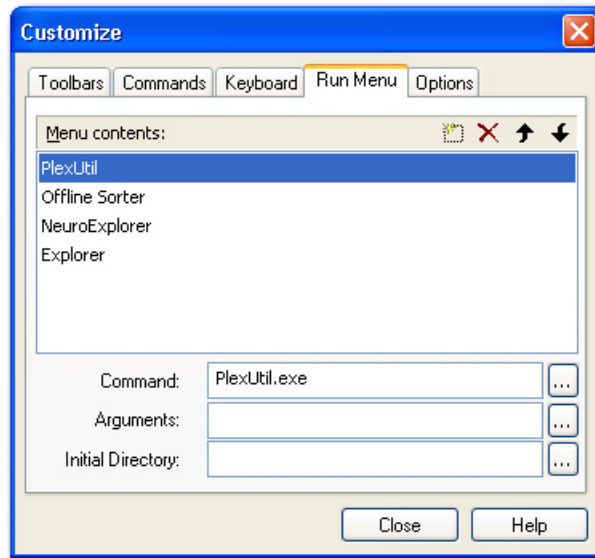 Customize
Toolbars Commands Keyboard Run Menu Options
Menu contents:
PlexUtil
Offline Sorter
NeuroExplorer
Explorer
Command: PlexUtil.exe ...
Arguments: ...
Initial Directory: ...
Close Help